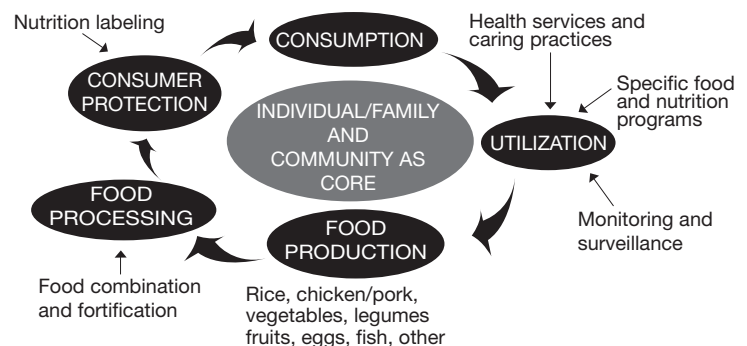 Nutrition labeling
CONSUMPTION
Health services and
caring practices
CONSUMER
PROTECTION
Specific food
and nutrition
programs
INDIVIDUAL/FAMILY
AND
COMMUNITY AS
CORE
UTILIZATION
FOOD
PROCESSING
FOOD
PRODUCTION
Monitoring and
surveillance
Food combination
and fortification
Rice, chicken/pork,
vegetables, legumes
fruits, eggs, fish, other